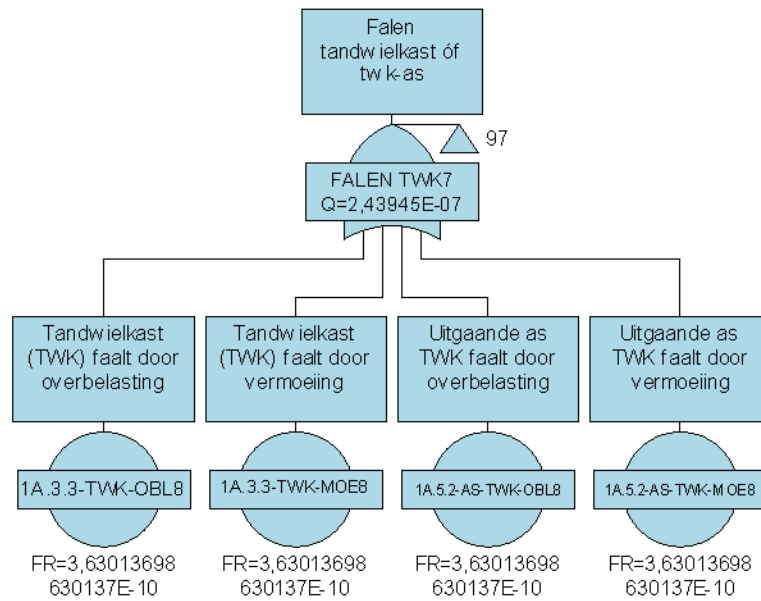 Falen
tandwielkast óf
twk-as
97
FALEN TWK7
Q=2,43945E-07
Tandwielkast
(TWK) faalt door
overbelasting
Tandwielkast
(TWK) faalt door
vermoeiing
Uitgaande as
TWK faalt door
overbelasting
Uitgaande as
TWK faalt door
vermoeiing
1A.3.3-TWK-OBL8
1A.3.3-TWK-MOE8
1A.5.2-AS-TWK-OBL8
1A.5.2-AS-TWK-MOE8
FR=3,63013698
630137E-10
FR=3,63013698
630137E-10
FR=3,63013698
630137E-10
FR=3,63013698
630137E-10